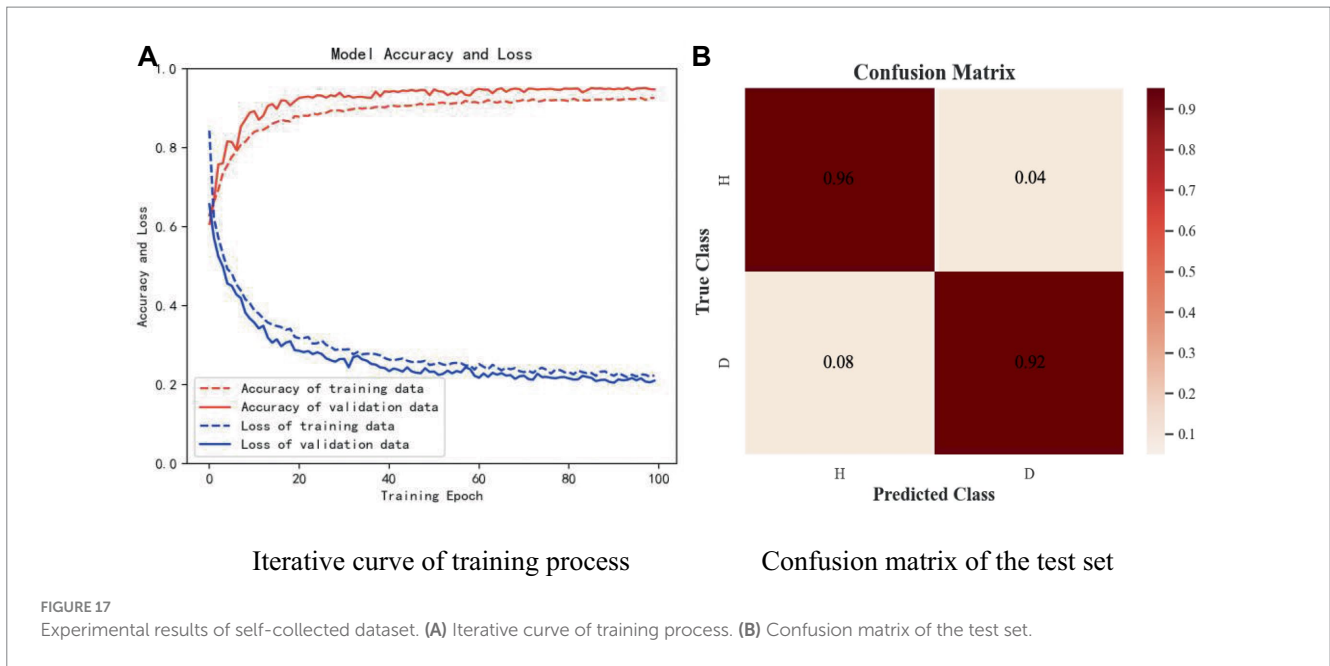 A
Model Accuracy and Loss
1.0
0.8
0.6
0.4
0.2
0.0
Accuracy and Loss
Accuracy of training data
Accuracy of validation data
Loss of training data
Loss of validation data
0 20 40 60 80 100
Training Epoch
B
Confusion Matrix
True Class
H
D
0.96 0.04
0.08 0.92
H D
Predicted Class
0.9
0.8
0.7
0.6
0.5
0.4
0.3
0.2
0.1
Iterative curve of training process
Confusion matrix of the test set
FIGURE 17
Experimental results of self-collected dataset. (A) Iterative curve of training process. (B) Confusion matrix of the test set.